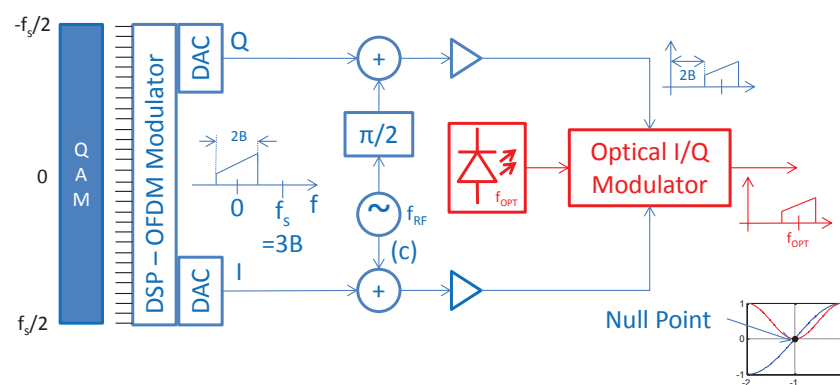 -fs/2
0
fs/2
Q
A
M
DSP – OFDM Modulator
DAC
Q
DAC
I
2B
0
fs
f
=3B
+
π/2
~
fRF
(c)
+
fOPT
Optical I/Q
Modulator
2B
fOPT
Null Point
1
0
-1
-2
-1